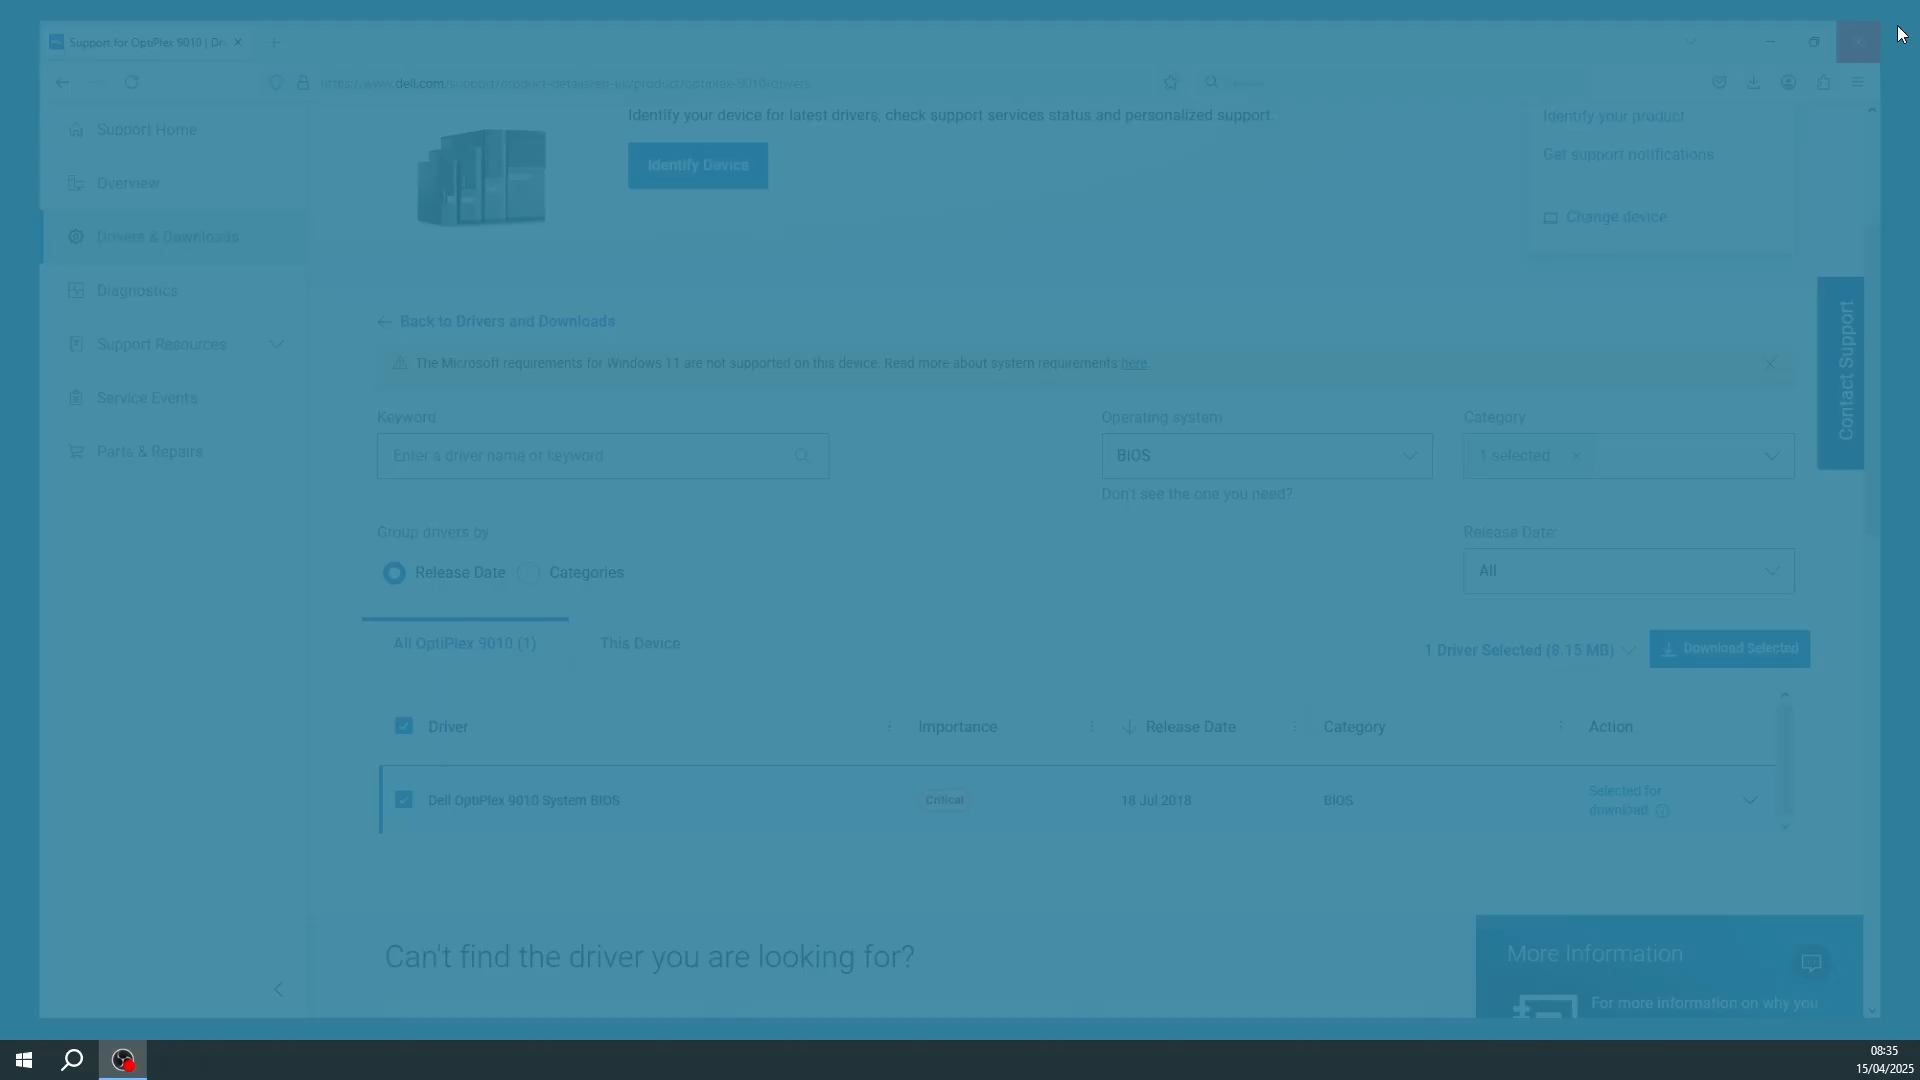 Support for OptiPlex 9010 | Dr
https://www.dell.com/support/product-details/en-uk/product/optiplex-9010/drivers
Search
Support Home
Overview
Drivers & Downloads
Diagnostics
Support Resources
Service Events
Parts & Repairs
Identify your device for latest drivers, check support services status and personalized support.
Identify Device
Identify your product
Get support notifications
Change device
Contact Support
Back to Drivers and Downloads
The Microsoft requirements for Windows 11 are not supported on this device. Read more about system requirements here.
Keyword
Operating system
Category
Enter a driver name or keyword
BIOS
1 selected
Don't see the one you need?
Group drivers by
Release Date
Release Date
Categories
All
All OptiPlex 9010 (1)
This Device
1 Driver Selected (8.15 MB)
Download Selected
Driver
Importance
Release Date
Category
Action
Dell OptiPlex 9010 System BIOS
Critical
18 Jul 2018
BIOS
Selected for
download
Can't find the driver you are looking for?
More Information
For more information on why you
08:35
15/04/2025